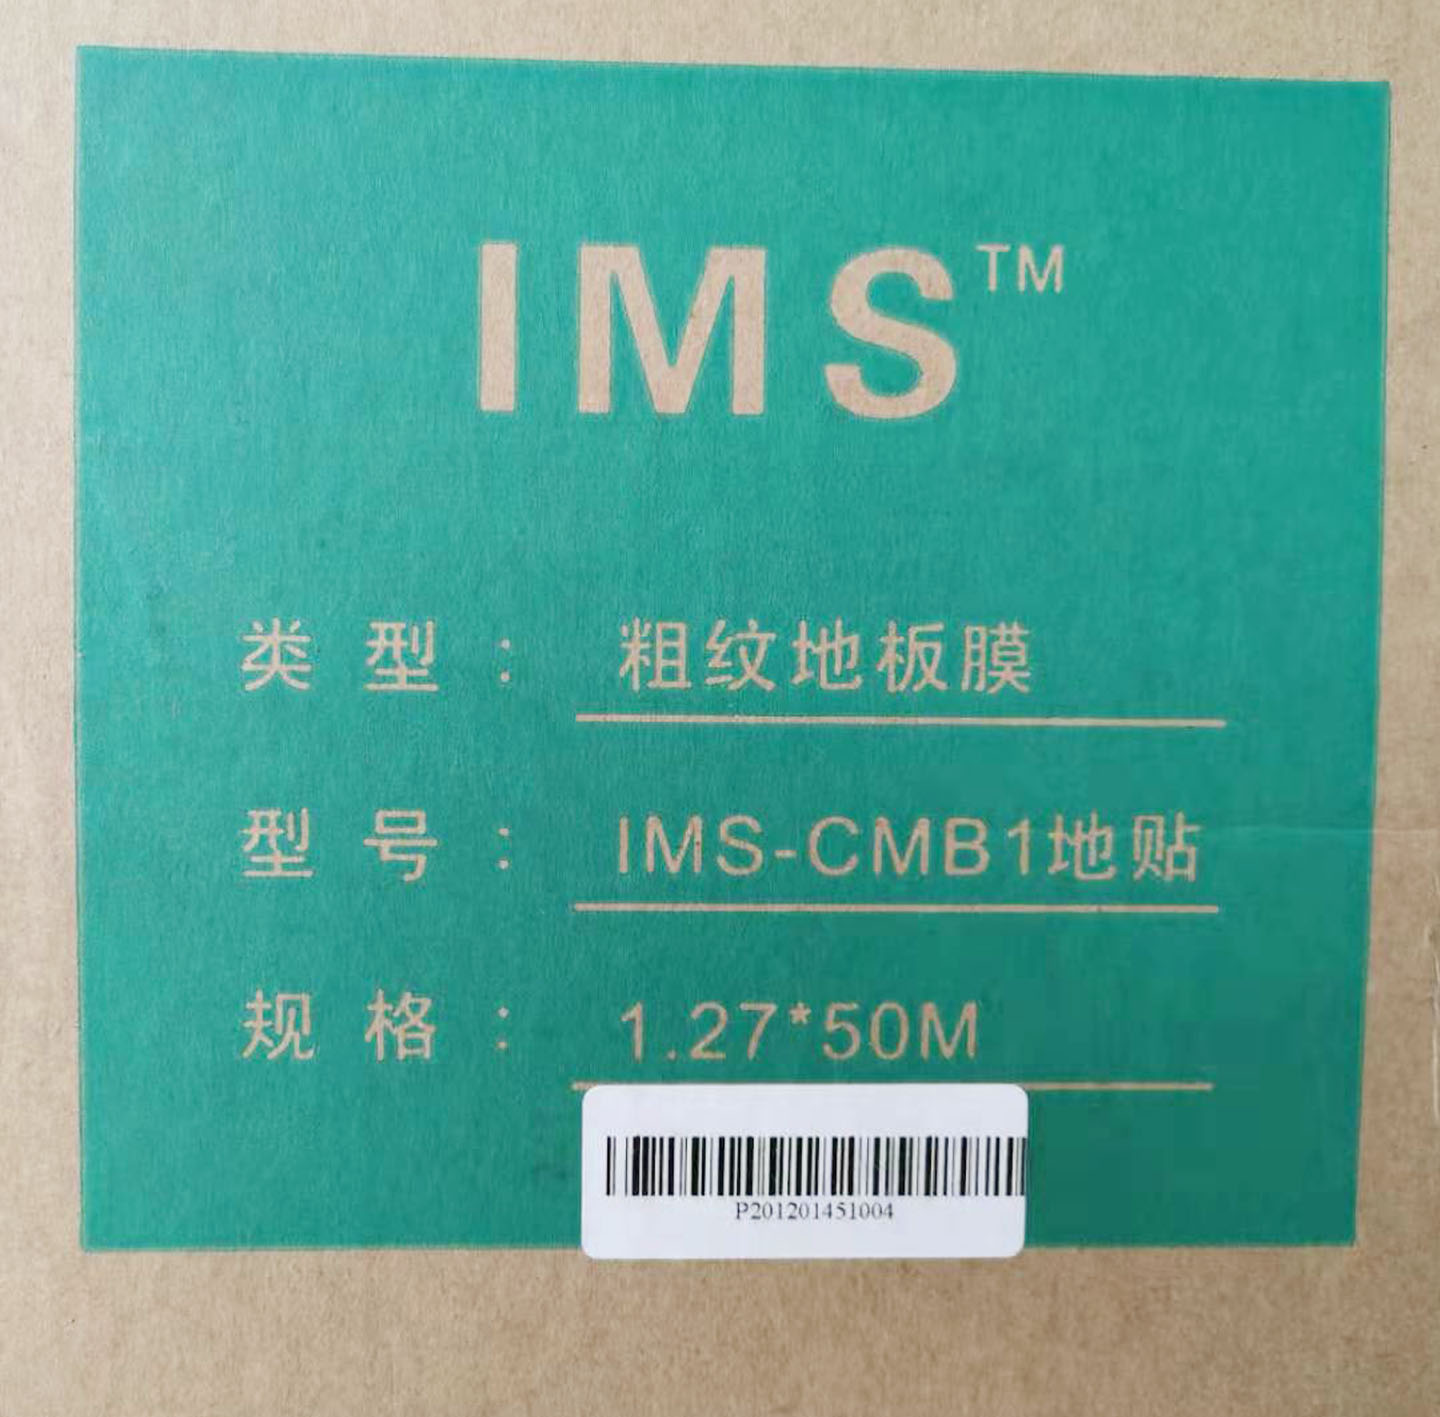 IMS™
类型：粗纹地板膜
型号：IMS-CMB1地贴
规格：1.27*50M
P201201451004